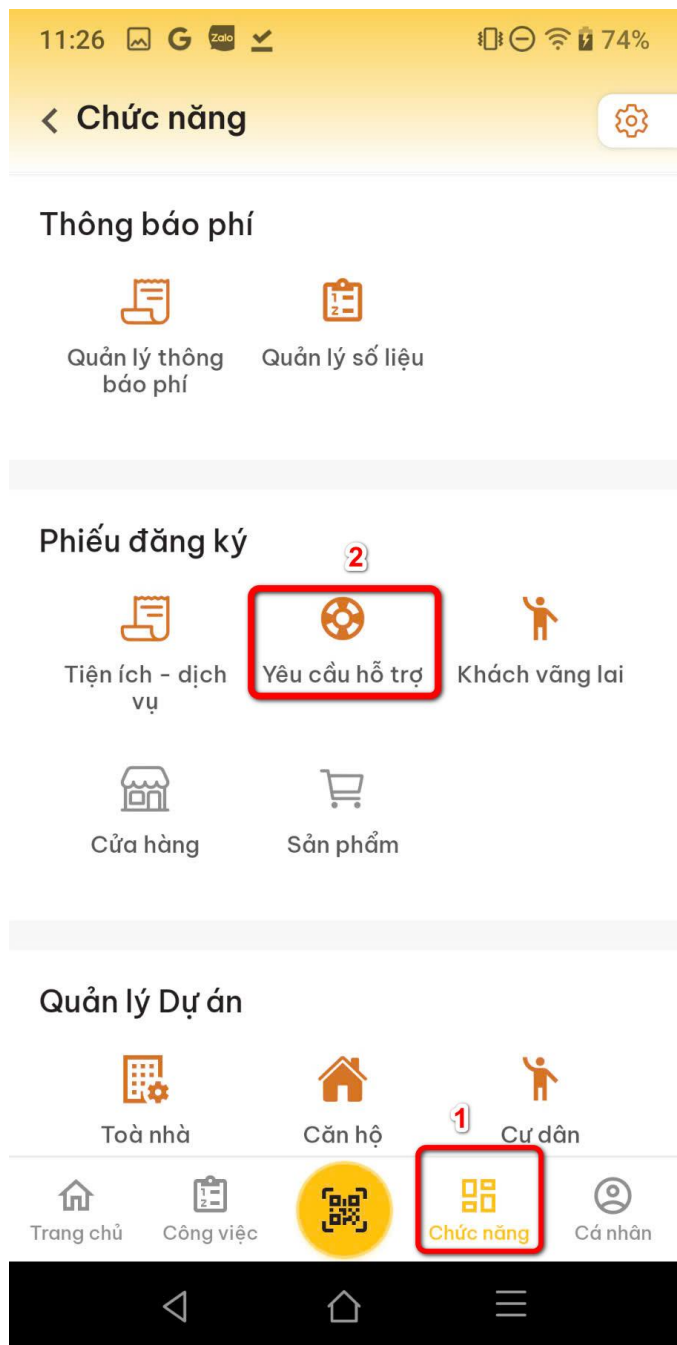 11:26 G Zalo 74%
Chức năng
Thông báo phí
Quản lý thông
báo phí
Quản lý số liệu
Phiếu đăng ký
2
Tiện ích - dịch
vụ
Yêu cầu hỗ trợ
Khách vãng lai
Cửa hàng
Sản phẩm
Quản lý Dự án
Toà nhà
Căn hộ
Cư dân
1
Trang chủ
Công việc
Chức năng
Cá nhân